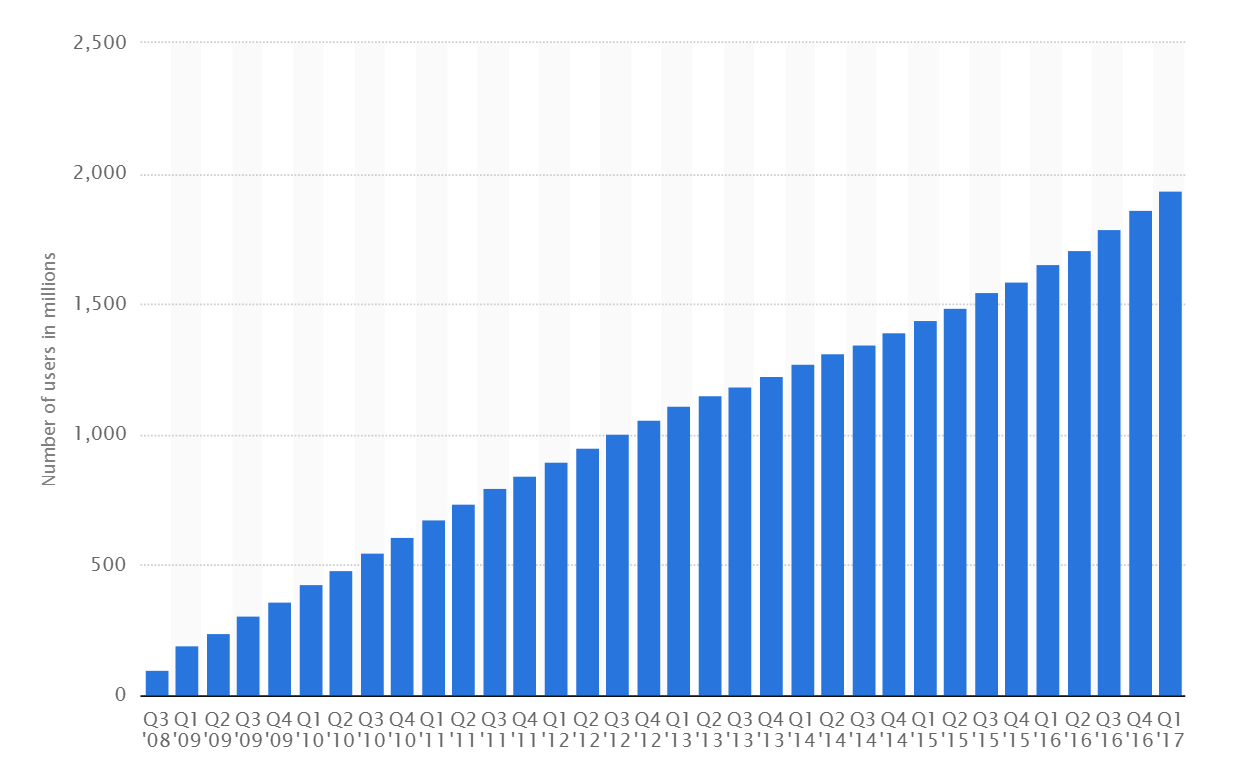 2,500
2,000
1,500
1,000
500
0
Number of users in millions
Q3 Q1 Q2 Q3 Q4 Q1 Q2 Q3 Q4 Q1 Q2 Q3 Q4 Q1 Q2 Q3 Q4 Q1 Q2 Q3 Q4 Q1 Q2 Q3 Q4 Q1 Q2 Q3 Q4 Q1 Q2 Q3 Q4 Q1
'08 '09 '09 '09 '09 '10 '10 '10 '10 '11 '11 '11 '11 '12 '12 '12 '12 '13 '13 '13 '13 '14 '14 '14 '14 '15 '15 '15 '15 '16 '16 '16 '16 '17